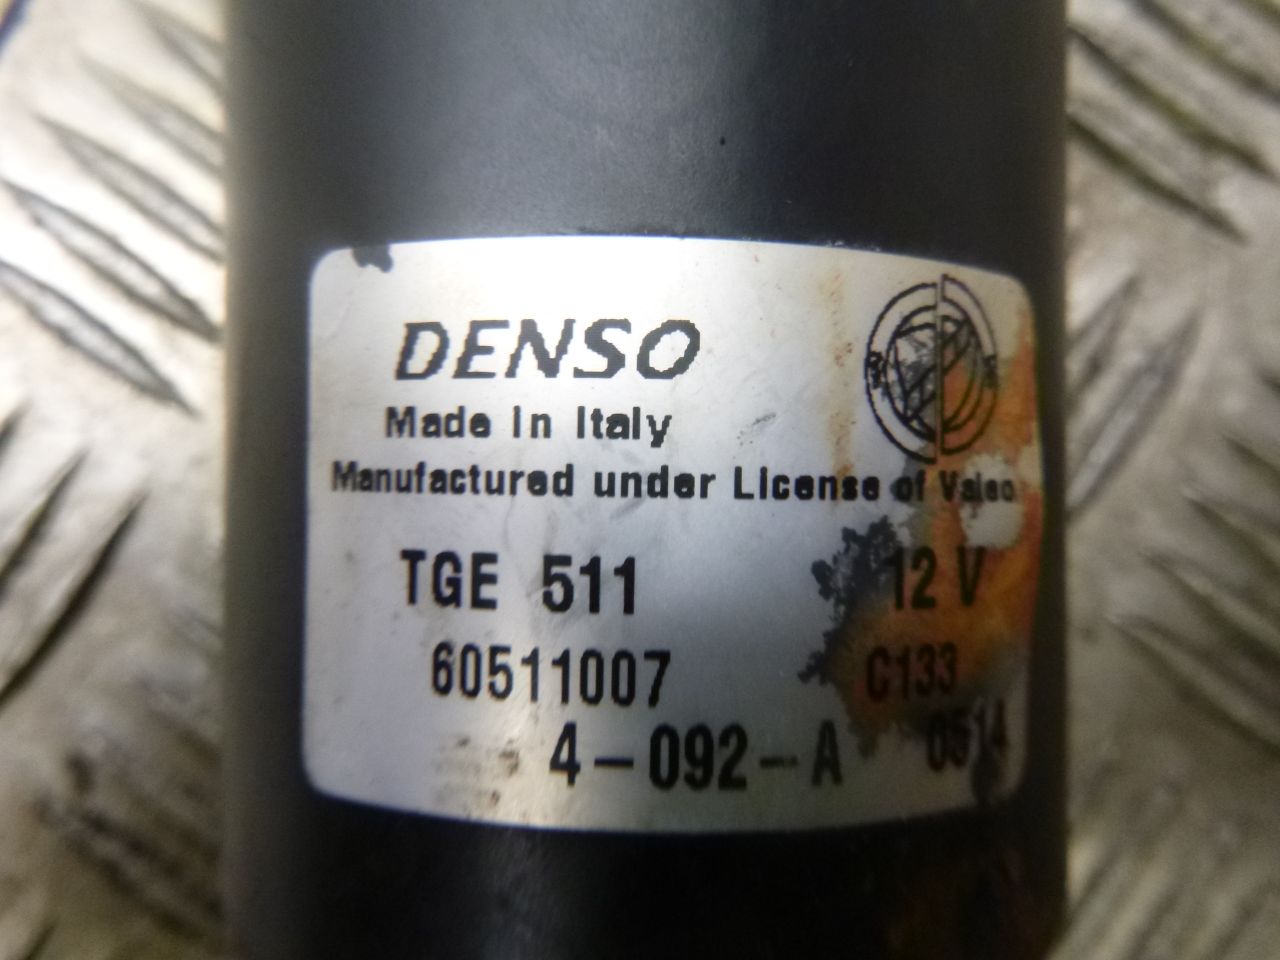 DENSO
Made in Italy
Manufactured under License of Valeo
TGE 511 12 V
60511007 C133
4-092-A 0514